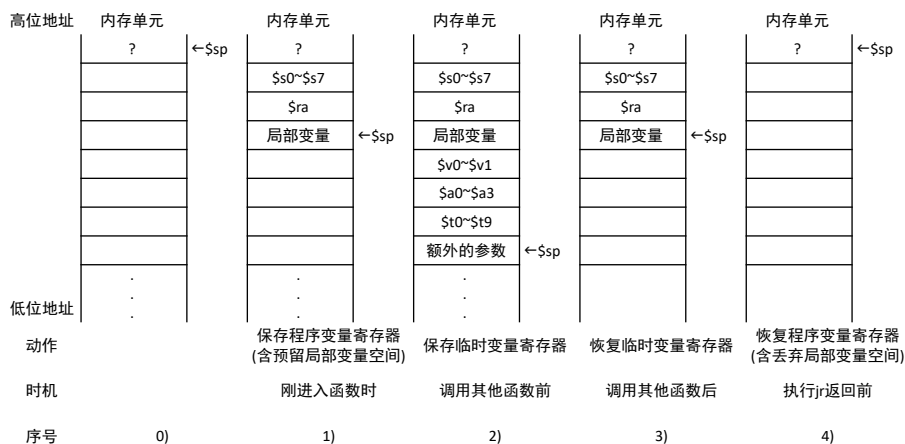 高位地址 内存单元 内存单元 内存单元 内存单元 内存单元
? ←$sp ? ? ? ? ←$sp
$s0~$s7 $s0~$s7 $s0~$s7
$ra $ra $ra
局部变量 ←$sp 局部变量 局部变量 ←$sp
$v0~$v1
$a0~$a3
$t0~$t9
额外的参数 ←$sp
. . .
. . .
低位地址 . . .
动作 保存程序变量寄存器 保存临时变量寄存器 恢复临时变量寄存器 恢复程序变量寄存器
(含预留局部变量空间) (含丢弃局部变量空间)
时机 刚进入函数时 调用其他函数前 调用其他函数后 执行jr返回前
序号 0) 1) 2) 3) 4)